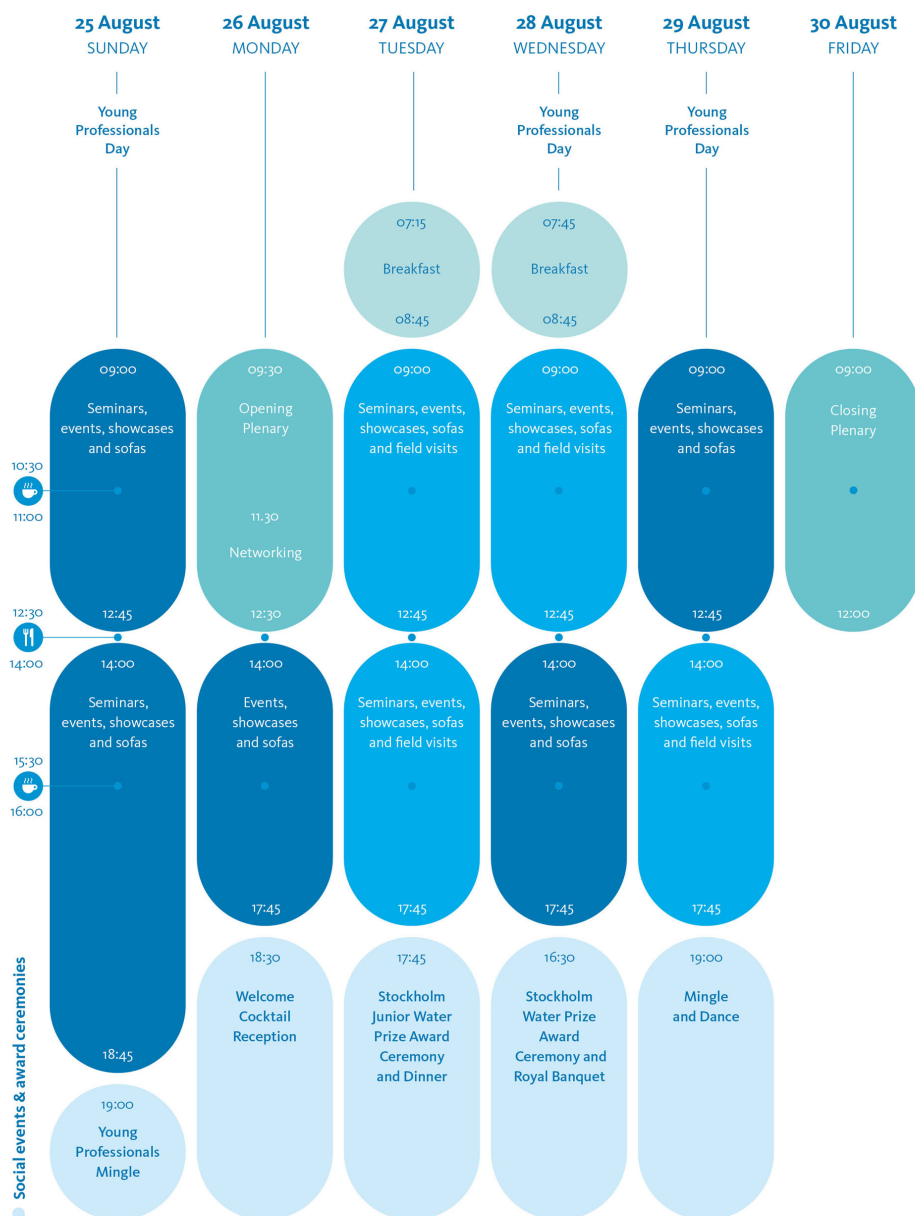 25 August
SUNDAY
26 August
MONDAY
27 August
TUESDAY
28 August
WEDNESDAY
29 August
THURSDAY
30 August
FRIDAY
Young
Professionals
Day
Young
Professionals
Day
Young
Professionals
Day
07:15
Breakfast
08:45
07:45
Breakfast
08:45
09:00
Seminars,
events, showcases
and sofas
12:45
09:30
Opening
Plenary
11.30
Networking
12:30
09:00
Seminars, events,
showcases, sofas
and field visits
12:45
09:00
Seminars, events,
showcases, sofas
and field visits
12:45
09:00
Seminars,
events, showcases
and sofas
12:45
09:00
Closing
Plenary
12:00
10:30
11:00
12:30
14:00
14:00
Seminars,
events, showcases
and sofas
18:45
14:00
Events,
showcases
and sofas
17:45
14:00
Seminars, events,
showcases, sofas
and field visits
17:45
14:00
Seminars,
events, showcases
and sofas
17:45
14:00
Seminars, events,
showcases, sofas
and field visits
17:45
15:30
16:00
Social events & award ceremonies
19:00
Young
Professionals
Mingle
18:30
Welcome
Cocktail
Reception
17:45
Stockholm
Junior Water
Prize Award
Ceremony
and Dinner
16:30
Stockholm
Water Prize
Award
Ceremony and
Royal Banquet
19:00
Mingle
and Dance